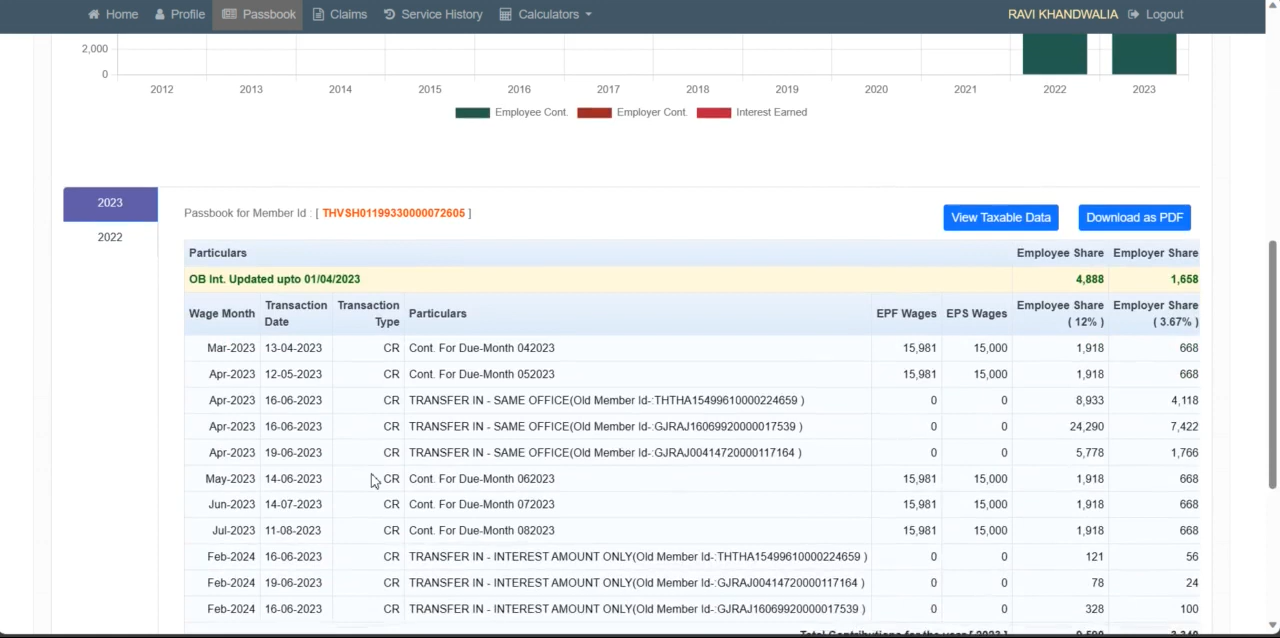 Home Profile Passbook Claims Service History Calculators RAVI KHANDWALIA Logout
2,000
0
2012 2013 2014 2015 2016 2017 2018 2019 2020 2021 2022 2023
Employee Cont. Employer Cont. Interest Earned
2023
2022
Passbook for Member Id : [ THVSH01199330000072605 ] View Taxable Data Download as PDF
Particulars Employee Share Employer Share
OB Int. Updated upto 01/04/2023 4,888 1,658
Wage Month Transaction Date Transaction Type Particulars EPF Wages EPS Wages Employee Share ( 12% ) Employer Share ( 3.67% )
Mar-2023 13-04-2023 CR Cont. For Due-Month 042023 15,981 15,000 1,918 668
Apr-2023 12-05-2023 CR Cont. For Due-Month 052023 15,981 15,000 1,918 668
Apr-2023 16-06-2023 CR TRANSFER IN - SAME OFFICE(Old Member Id-:THTHA15499610000224659 ) 0 0 8,933 4,118
Apr-2023 16-06-2023 CR TRANSFER IN - SAME OFFICE(Old Member Id-:GJRAJ16069920000017539 ) 0 0 24,290 7,422
Apr-2023 19-06-2023 CR TRANSFER IN - SAME OFFICE(Old Member Id-:GJRAJ00414720000117164 ) 0 0 5,778 1,766
May-2023 14-06-2023 CR Cont. For Due-Month 062023 15,981 15,000 1,918 668
Jun-2023 14-07-2023 CR Cont. For Due-Month 072023 15,981 15,000 1,918 668
Jul-2023 11-08-2023 CR Cont. For Due-Month 082023 15,981 15,000 1,918 668
Feb-2024 16-06-2023 CR TRANSFER IN - INTEREST AMOUNT ONLY(Old Member Id-:THTHA15499610000224659 ) 0 0 121 56
Feb-2024 19-06-2023 CR TRANSFER IN - INTEREST AMOUNT ONLY(Old Member Id-:GJRAJ00414720000117164 ) 0 0 78 24
Feb-2024 16-06-2023 CR TRANSFER IN - INTEREST AMOUNT ONLY(Old Member Id-:GJRAJ16069920000017539 ) 0 0 328 100
Total Contributions for the year [ 2023 ]